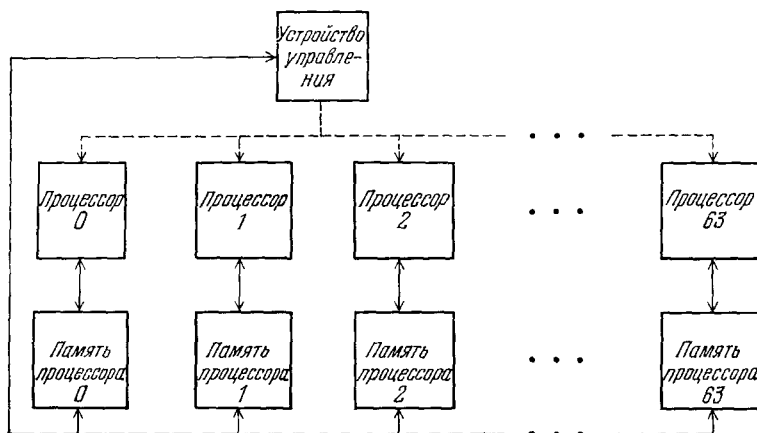 Устройство
управле-
ния
Процессор
0
Процессор
1
Процессор
2
Процессор
63
Память
процессора
0
Память
процессора
1
Память
процессора
2
Память
процессора
63